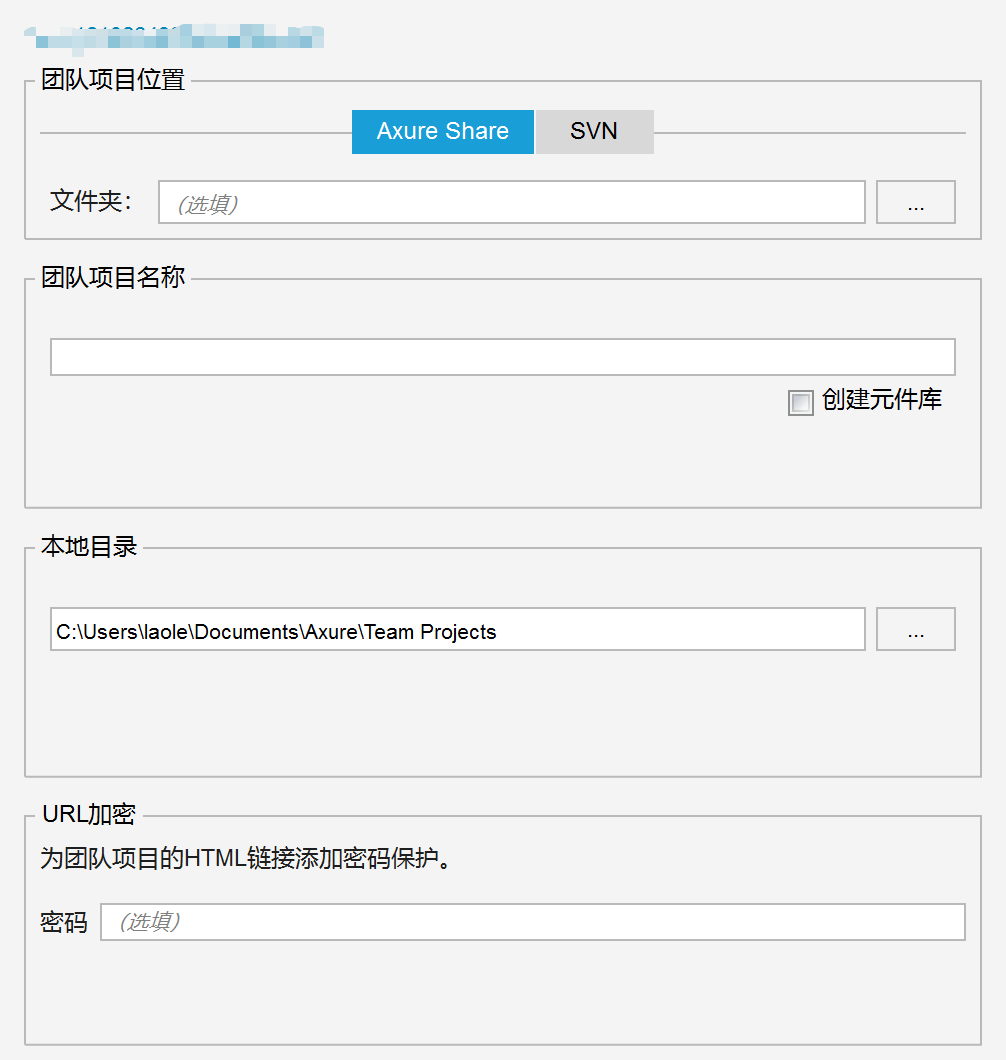 团队项目位置
Axure Share SVN
文件夹： (选填) ...
团队项目名称
创建元件库
本地目录
C:\Users\laole\Documents\Axure\Team Projects ...
URL加密
为团队项目的HTML链接添加密码保护。
密码 (选填)